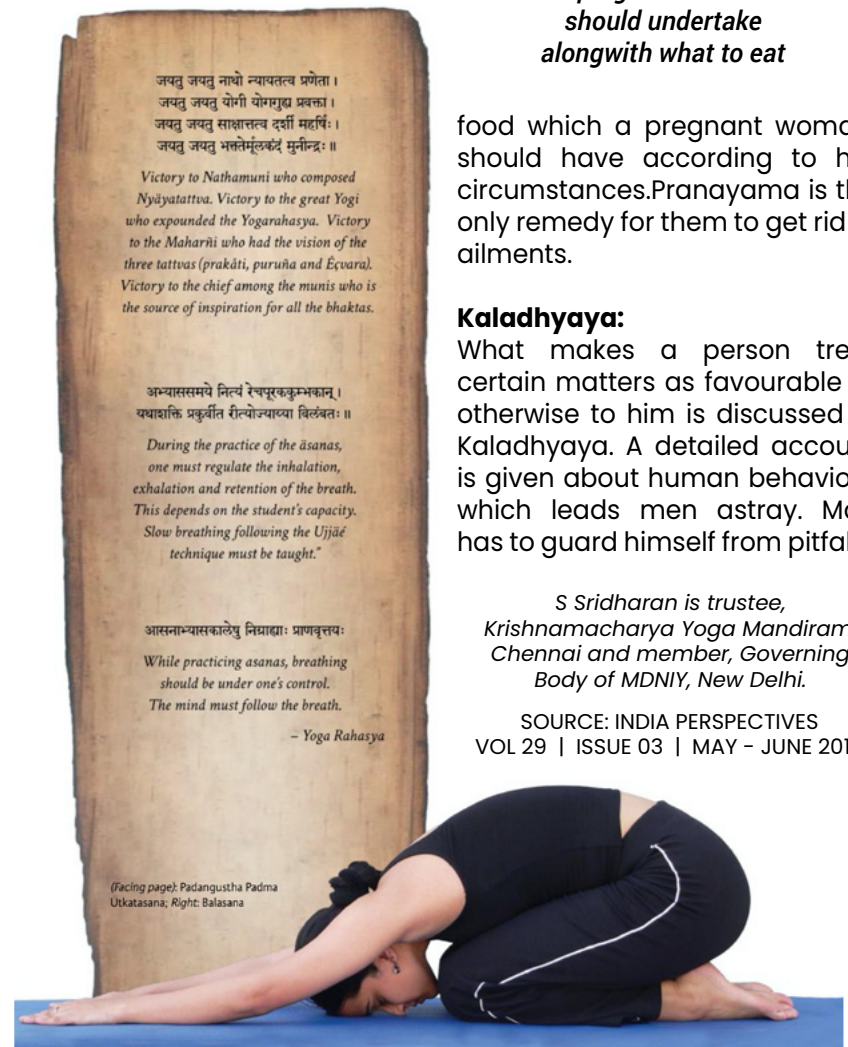 should undertake
alongwith what to eat
जयतु जयतु नाथो न्यायतत्व प्रणेता ।
जयतु जयतु योगी योगगुह्य प्रवक्ता ।
जयतु जयतु साक्षात्तत्व दर्शी महर्षिः ।
जयतु जयतु भक्ततेर्मूलकंदं मुनीन्द्रः ॥
Victory to Nathamuni who composed
Nyäyatattva. Victory to the great Yogi
who expounded the Yogarahasya. Victory
to the Maharñi who had the vision of the
three tattvas (prakåti, puruña and Éçvara).
Victory to the chief among the munis who is
the source of inspiration for all the bhaktas.
अभ्याससमये नित्यं रेचपूरककुम्भकान् ।
यथाशक्ति प्रकुर्वीत रीत्योज्याय्या विलंबतः ॥
During the practice of the äsanas,
one must regulate the inhalation,
exhalation and retention of the breath.
This depends on the student's capacity.
Slow breathing following the Ujjäé
technique must be taught."
आसनाभ्यासकालेषु निग्राह्याः प्राणवृत्तयः
While practicing asanas, breathing
should be under one's control.
The mind must follow the breath.
– Yoga Rahasya
(Facing page): Padangustha Padma
Utkatasana; Right: Balasana
food which a pregnant
should have according to
circumstances.Pranayama is
only remedy for them to get rid
ailments.
Kaladhyaya:
What makes a person
certain matters as favourable
otherwise to him is discussed
Kaladhyaya. A detailed
is given about human
which leads men astray.
has to guard himself from
S Sridharan is trustee,
Krishnamacharya Yoga Mandiram
Chennai and member, Governing
Body of MDNIY, New Delhi.
SOURCE: INDIA PERSPECTIVES
VOL 29 | ISSUE 03 | MAY - JUNE